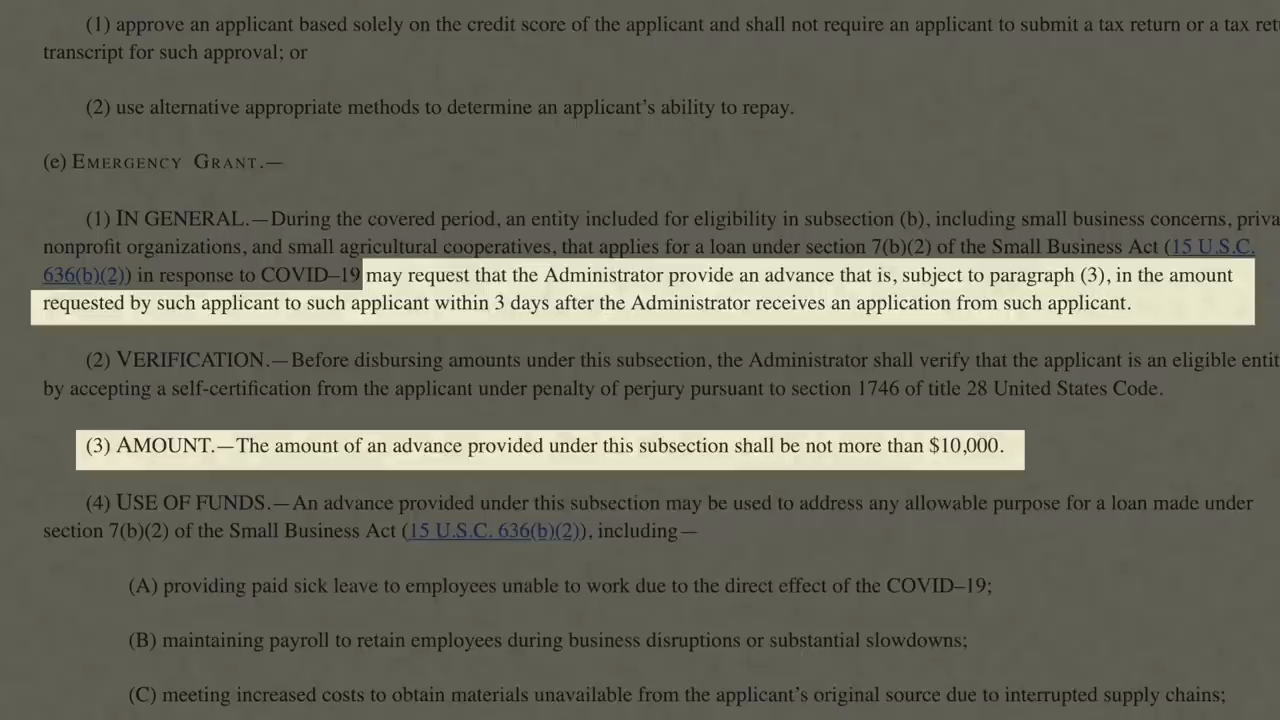 (1) approve an applicant based solely on the credit score of the applicant and shall not require an applicant to submit a tax return or a tax
transcript for such approval; or
(2) use alternative appropriate methods to determine an applicant’s ability to repay.
(e) EMERGENCY GRANT.—
(1) IN GENERAL.—During the covered period, an entity included for eligibility in subsection (b), including small business concerns,
nonprofit organizations, and small agricultural cooperatives, that applies for a loan under section 7(b)(2) of the Small Business Act (15 U.S.C.
636(b)(2)) in response to COVID–19 may request that the Administrator provide an advance that is, subject to paragraph (3), in the amount
requested by such applicant to such applicant within 3 days after the Administrator receives an application from such applicant.
(2) VERIFICATION.—Before disbursing amounts under this subsection, the Administrator shall verify that the applicant is an eligible
by accepting a self-certification from the applicant under penalty of perjury pursuant to section 1746 of title 28 United States Code.
(3) AMOUNT.—The amount of an advance provided under this subsection shall be not more than $10,000.
(4) USE OF FUNDS.—An advance provided under this subsection may be used to address any allowable purpose for a loan made under
section 7(b)(2) of the Small Business Act (15 U.S.C. 636(b)(2)), including—
(A) providing paid sick leave to employees unable to work due to the direct effect of the COVID–19;
(B) maintaining payroll to retain employees during business disruptions or substantial slowdowns;
(C) meeting increased costs to obtain materials unavailable from the applicant’s original source due to interrupted supply chains;